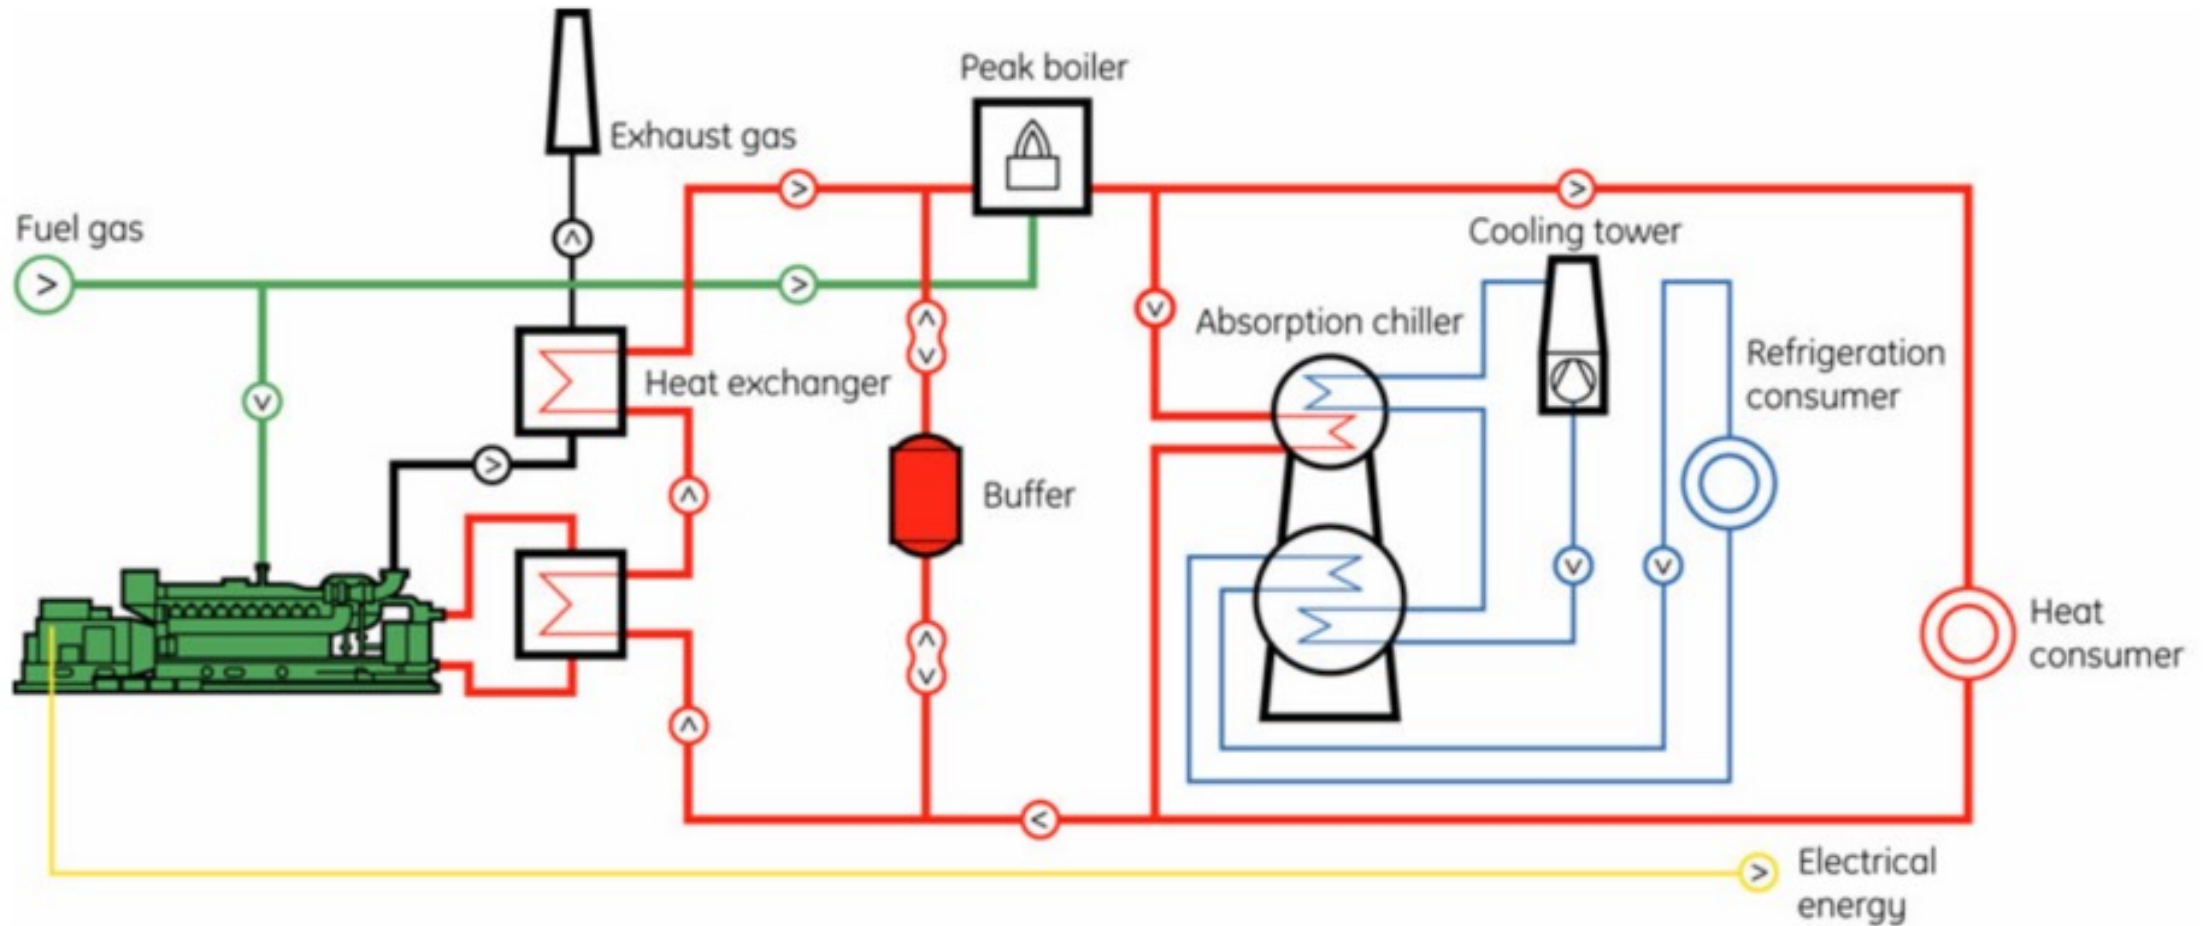 Peak boiler
Exhaust gas
Fuel gas
Cooling tower
Absorption chiller
Refrigeration
consumer
Heat exchanger
Buffer
Heat
consumer
Electrical
energy